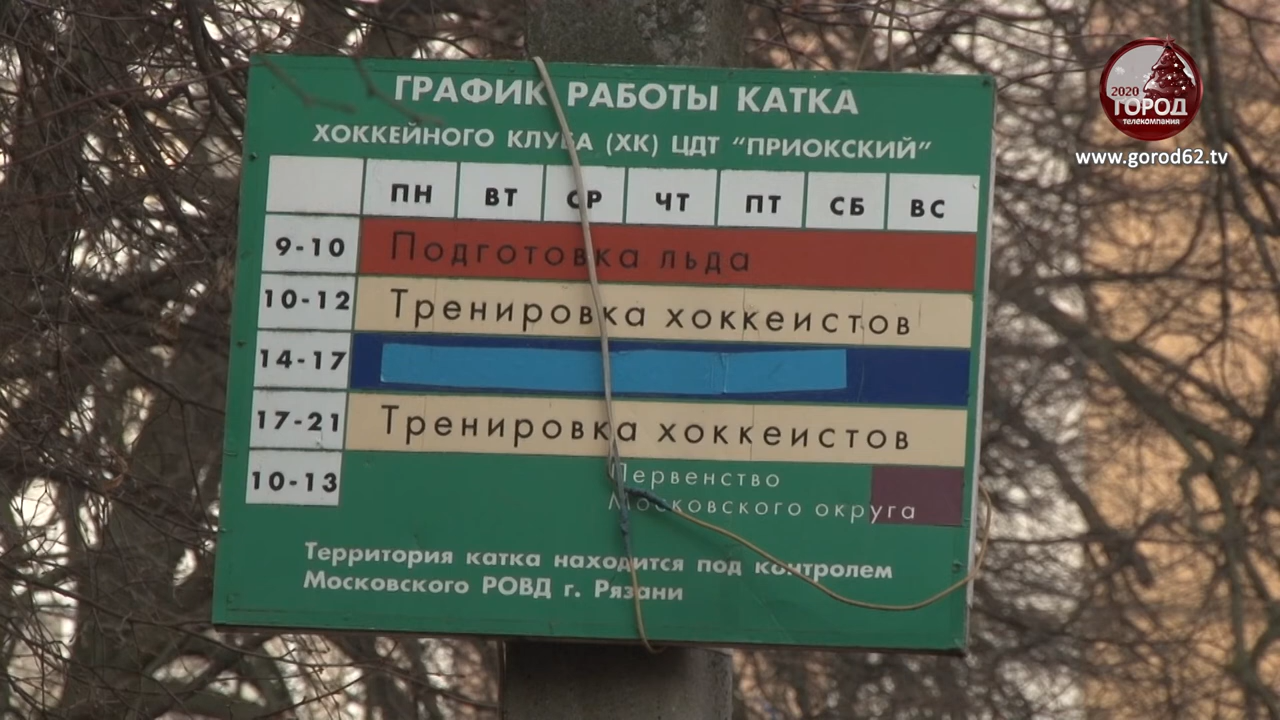 ГРАФИК РАБОТЫ КАТКА
ХОККЕЙНОГО КЛУБА (ХК) ЦДТ "ПРИОКСКИЙ"
ПН ВТ СР ЧТ ПТ СБ ВС
9-10 Подготовка льда
10-12 Тренировка хоккеистов
14-17
17-21 Тренировка хоккеистов
10-13 Первенство
Московского округа
Территория катка находится под контролем
Московского РОВД г. Рязани
2020
ГОРОД
телекомпания
www.gorod62.tv